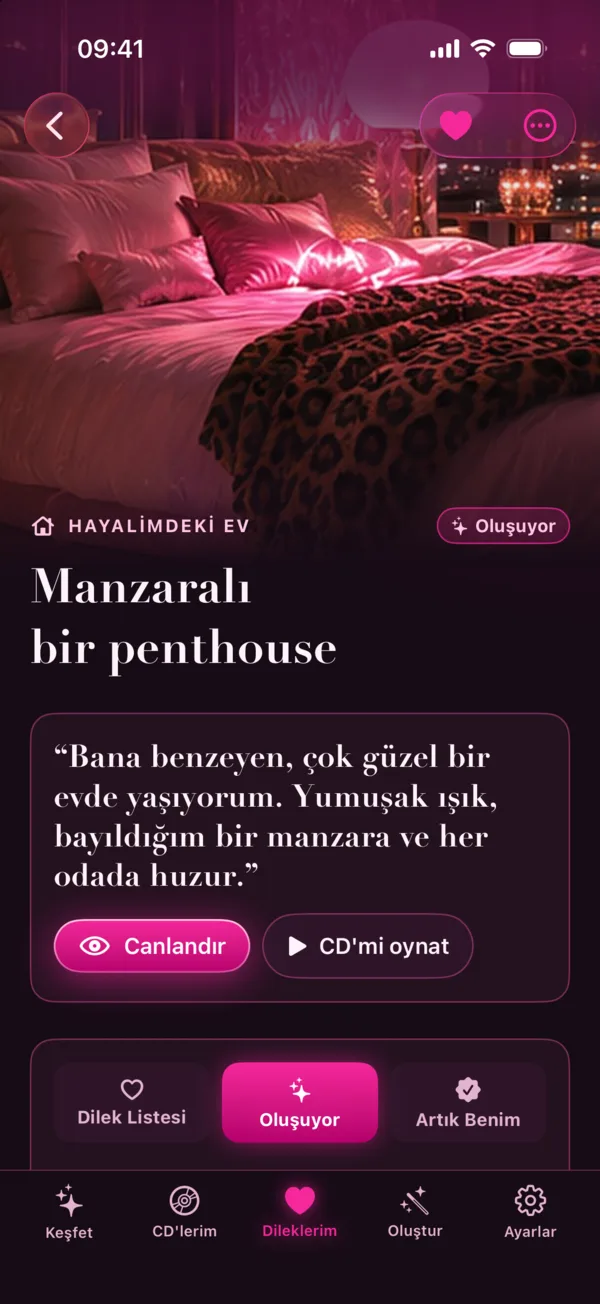 09:41
HAYALİMDEKİ EV
Oluşuyor
Manzaralı
bir penthouse
“Bana benzeyen, çok güzel bir
evde yaşıyorum. Yumuşak ışık,
bayıldığım bir manzara ve her
odada huzur.”
Canlandır
CD'mi oynat
Dilek Listesi
Oluşuyor
Artık Benim
Keşfet
CD'lerim
Dileklerim
Oluştur
Ayarlar